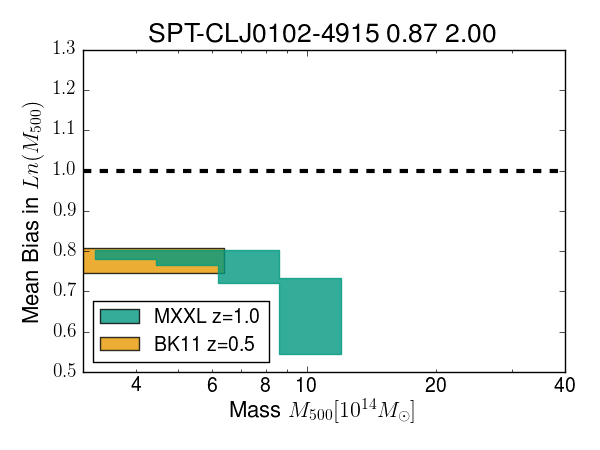 SPT-CLJ0102-4915 0.87 2.00
1.3
1.2
1.1
1.0
0.9
0.8
0.7
0.6
0.5
Mean Bias in Ln(M500)
MXXL z=1.0
BK11 z=0.5
4 6 8 10 20 40
Mass M500[10^14 M⊙]